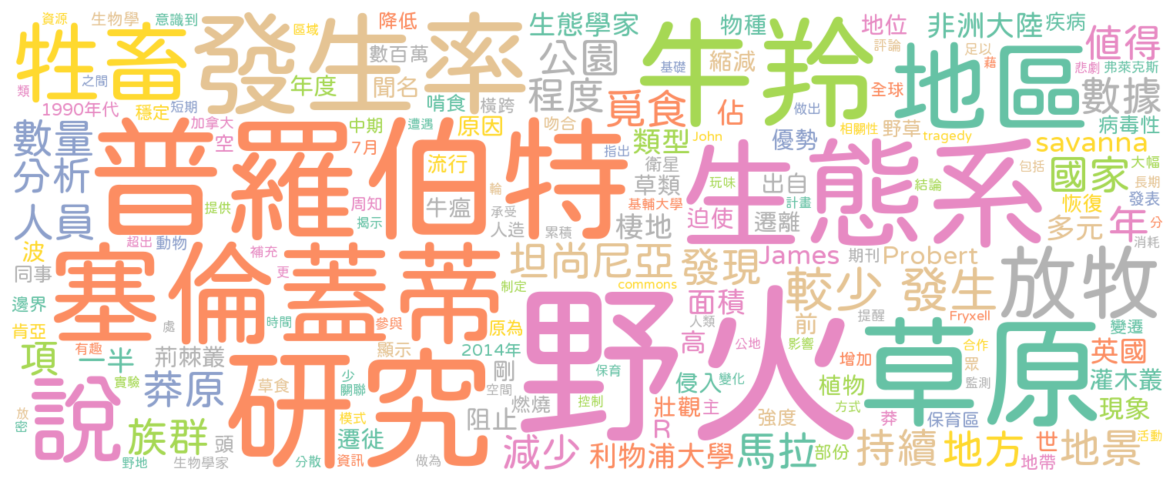 資源 生物學 意識到 區域 降低 生態學家 物種 地位 非洲大陸 疾病
牲畜 發生率 數百萬 公園 牛羚 縮減 評論 足以 地區 值得
之間 類 年度 聞名 啃食 橫跨 程度 覓食 基礎 佔 全球 藉 悲劇 弗萊克斯
1990年代 穩定 短期 做出 數據
數量 加拿大 空 中期 遭遇 原因 吻合 類型 指出 John 優勢 相關性 野草 tragedy 病毒性
普羅伯特 7月 流行 衛星 生態系 savanna
分析 提供 周知 牛瘟 輪 草類 玩味 出自 結論 包括 國家 大幅 長期
人員 揭示 承受 基輔大學 迫使 計畫 恢復 發表
波 超出 動物 人造 累積 棲地 遷離 多元 年 分
同事 塞倫蓋蒂 補充 更 坦尚尼亞 發現 James 期刊 Probert 消耗
邊界 制定 commons 面積 較少 發生 放牧
肯亞 處 時間 參與 原為 野火 人類 前 提醒 Fryxell 變遷
項 有趣 一半 荊棘叢 顯示 2014年 剛 高 公地 影響 草原 合作 英國
說 實驗 莽原 草食 少 關聯 研究 空間 保育 侵入 變化 植物 增加 眾 監測 灌木叢
放 密 族群 頭 模式 控制 燃燒 壯觀 主 方式 莽 保育區 現象
遷徙 阻止 R 強度
野地 生物學家 分散 資訊 做為 減少 利物浦大學 馬拉 部份 持續 地方 世 地帶 地景 活動